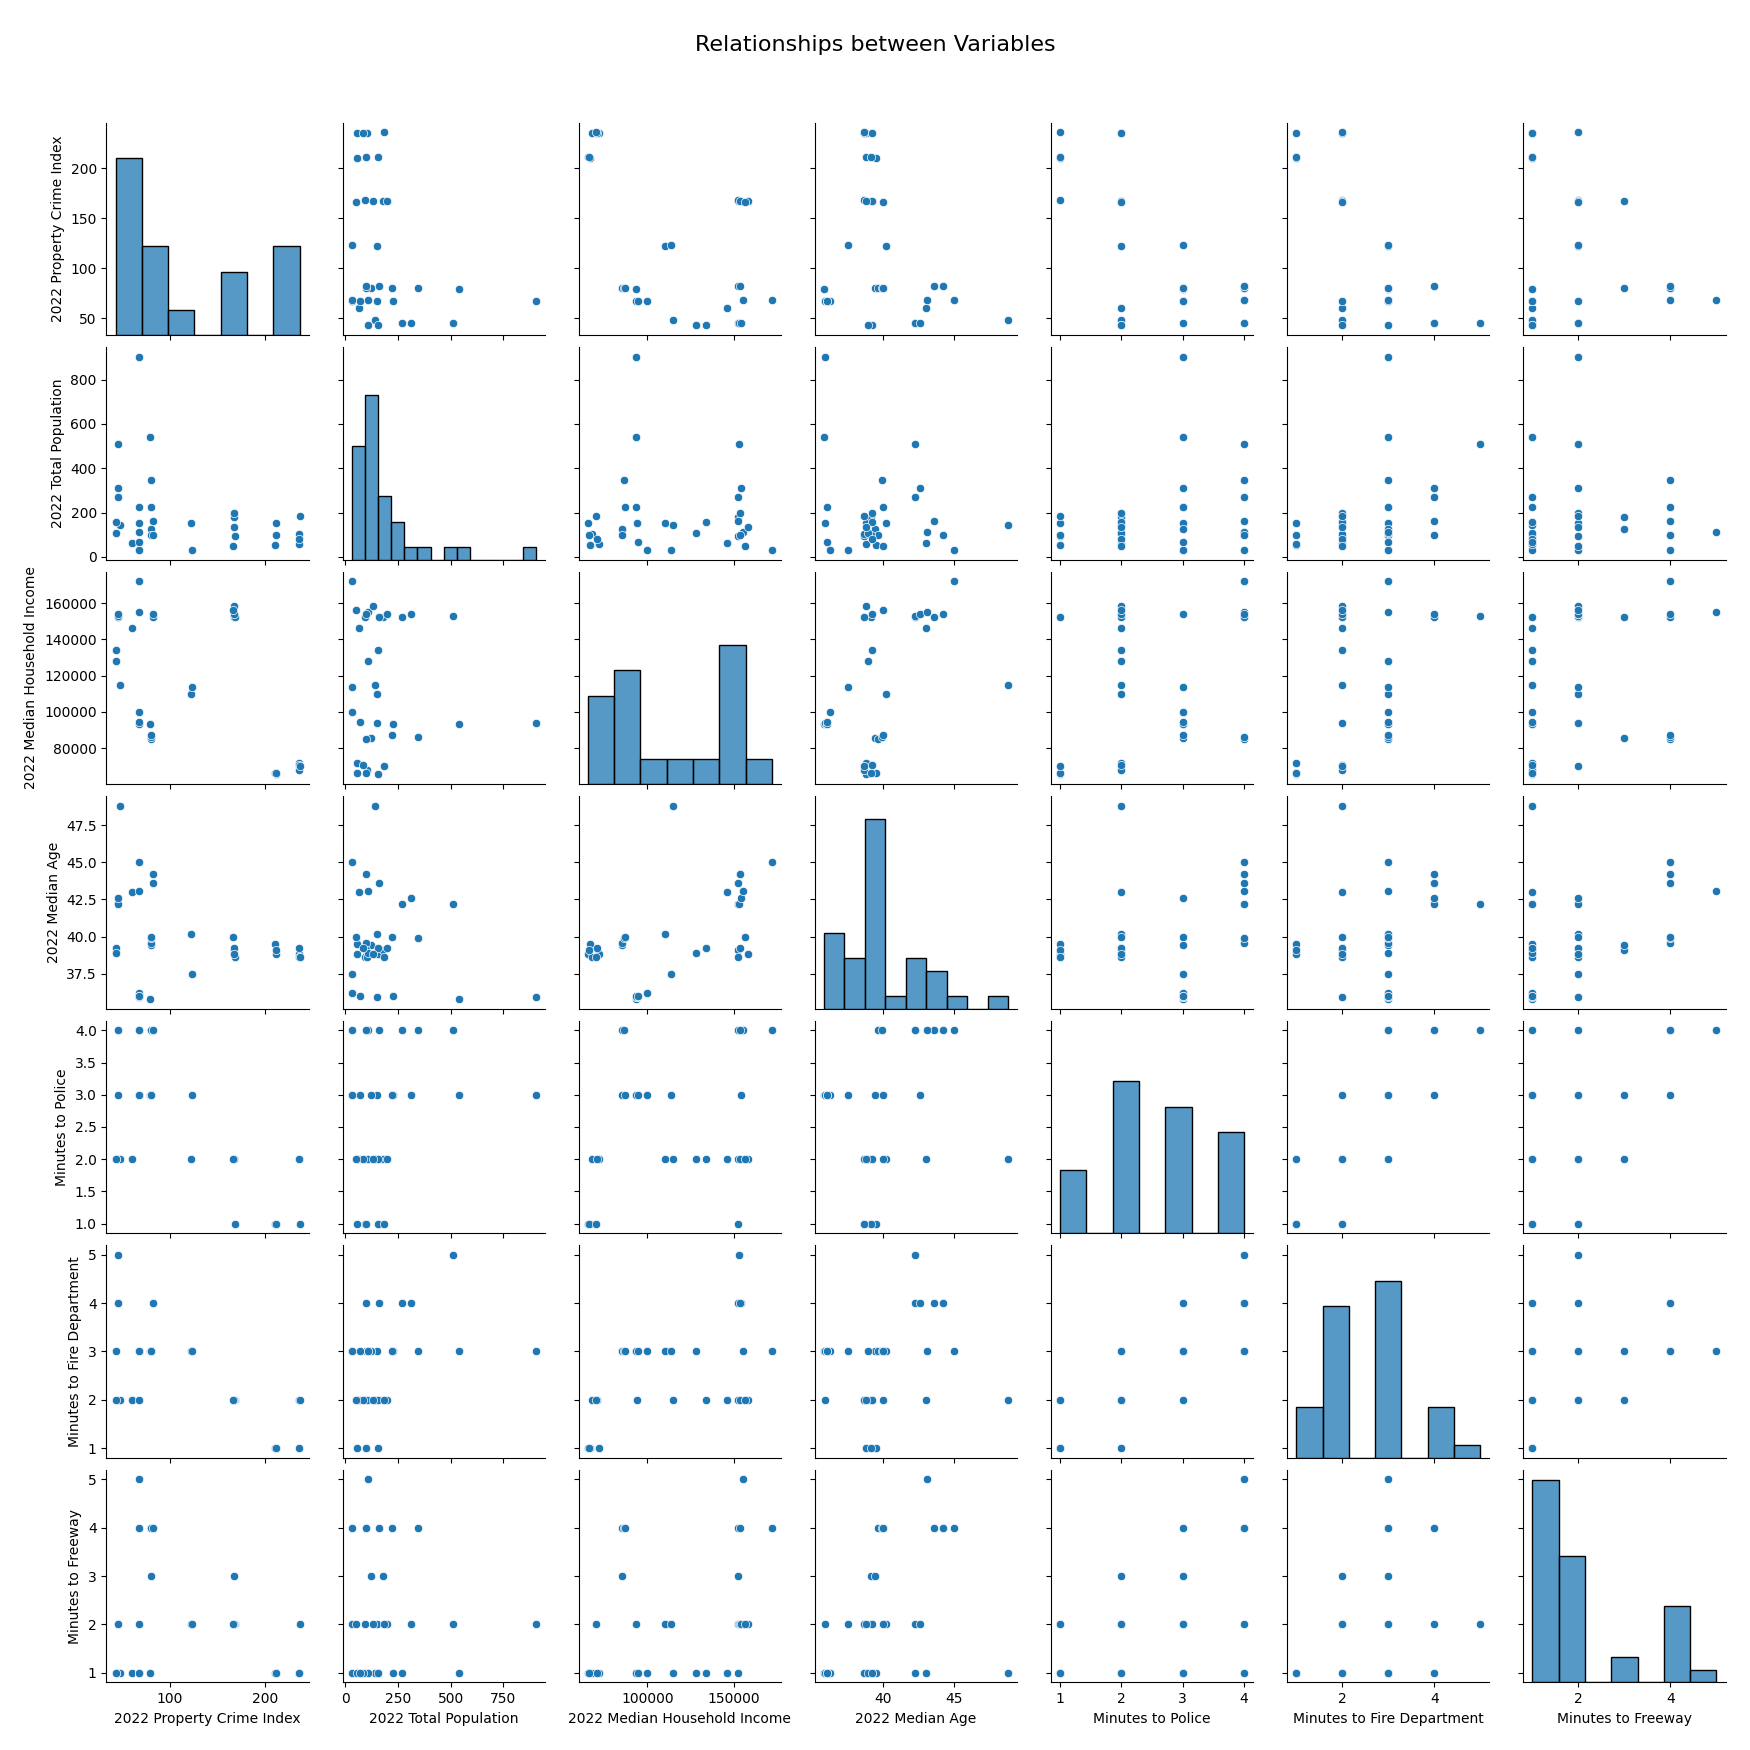 Relationships between Variables
2022 Property Crime Index
200
150
100
50
2022 Total Population
800
600
400
200
0
2022 Median Household Income
160000
140000
120000
100000
80000
2022 Median Age
47.5
45.0
42.5
40.0
37.5
Minutes to Police
4.0
3.5
3.0
2.5
2.0
1.5
1.0
Minutes to Fire Department
5
4
3
2
1
Minutes to Freeway
5
4
3
2
1
100 200
0 250 500 750
100000 150000
40 45
1 2 3 4
2 4
2 4
2022 Property Crime Index
2022 Total Population
2022 Median Household Income
2022 Median Age
Minutes to Police
Minutes to Fire Department
Minutes to Freeway